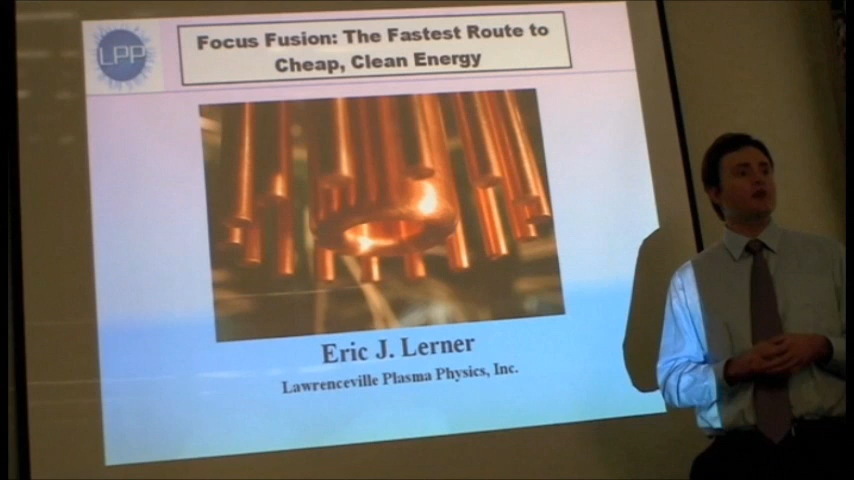 LPP
Focus Fusion: The Fastest Route to
Cheap, Clean Energy
Eric J. Lerner
Lawrenceville Plasma Physics, Inc.